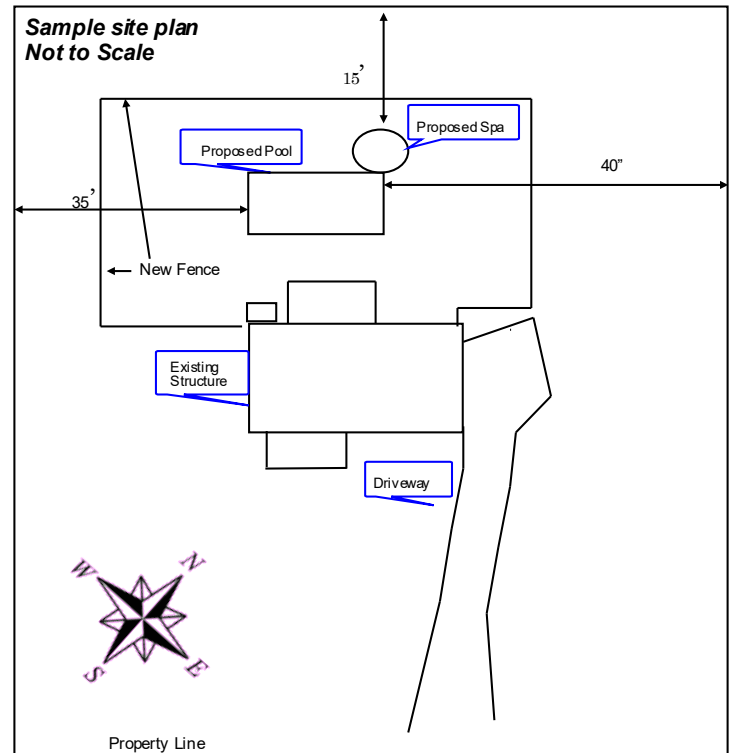 Sample site plan
Not to Scale
15’
Proposed Spa
Proposed Pool
40”
35’
New Fence
Existing
Structure
Driveway
W
N
S
E
Property Line